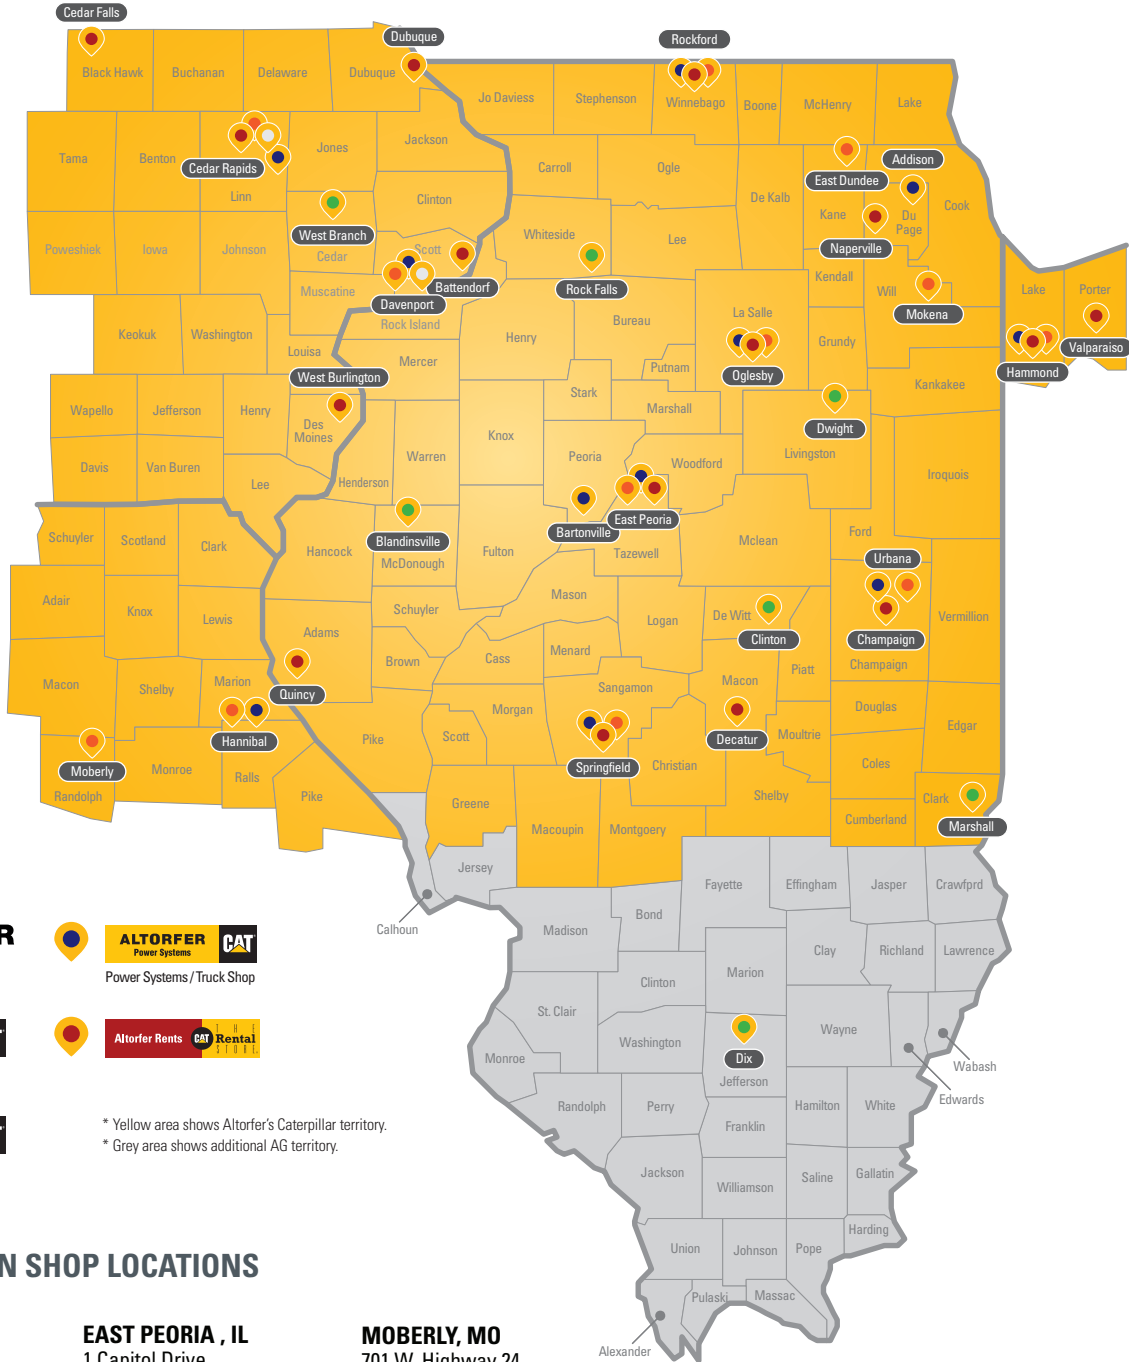 Cedar Falls
Dubuque
Rockford
Black Hawk
Buchanan
Delaware
Dubuque
Jo Daviess
Stephenson
Winnebago
Boone
McHenry
Lake
Tama
Benton
Cedar Rapids
Linn
Jones
Jackson
Carroll
Ogle
De Kalb
East Dundee
Addison
Kane
Du
Page
Cook
West Branch
Clinton
Naperville
Poweshiek
Iowa
Johnson
Cedar
Scott
Whiteside
Lee
Muscatine
Davenport
Battendorf
Rock Falls
Kendall
Will
Mokena
Lake
Porter
Rock Island
Keokuk
Washington
Louisa
Mercer
Henry
Bureau
La Salle
Grundy
Valparaiso
Hammond
West Burlington
Putnam
Oglesby
Kankakee
Stark
Marshall
Wapello
Jefferson
Henry
Des
Moines
Dwight
Davis
Van Buren
Lee
Henderson
Warren
Knox
Peoria
Woodford
Livingston
Iroquois
Bartonville
East Peoria
Schuyler
Scotland
Clark
Hancock
Blandinsville
McDonough
Fulton
Tazewell
Mclean
Ford
Urbana
Adair
Knox
Lewis
Adams
Schuyler
Mason
Logan
De Witt
Clinton
Champaign
Champaign
Vermillion
Macon
Shelby
Marion
Quincy
Brown
Cass
Menard
Sangamon
Macon
Piatt
Hannibal
Moberly
Randolph
Monroe
Ralls
Pike
Pike
Scott
Morgan
Springfield
Christian
Decatur
Moultrie
Douglas
Edgar
Coles
Greene
Macoupin
Montgoery
Shelby
Cumberland
Clark
Marshall
Jersey
Calhoun
Fayette
Effingham
Jasper
Crawfprd
Madison
Bond
Clay
Richland
Lawrence
Clinton
Marion
St. Clair
Washington
Wayne
Monroe
Dix
Jefferson
Wabash
Edwards
Randolph
Perry
Hamilton
White
Franklin
Jackson
Williamson
Saline
Gallatin
Harding
Union
Johnson
Pope
Pulaski
Massac
Alexander
R
ALTORFER
Power Systems
CAT
Power Systems / Truck Shop
Altorfer Rents
CAT
THE
Rental
STORE
* Yellow area shows Altorfer's Caterpillar territory.
* Grey area shows additional AG territory.
N SHOP LOCATIONS
EAST PEORIA , IL
1 Capitol Drive
MOBERLY, MO
701 W. Highway 24